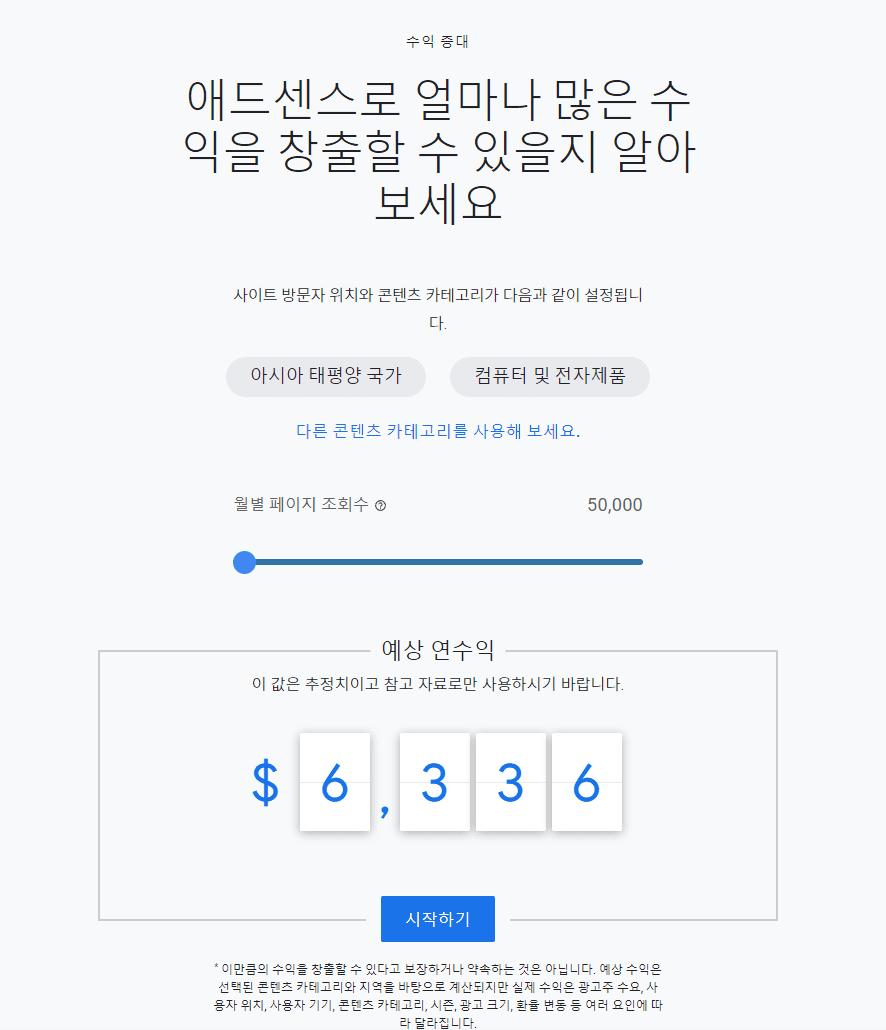 수익 증대
애드센스로 얼마나 많은 수
익을 창출할 수 있을지 알아
보세요
사이트 방문자 위치와 콘텐츠 카테고리가 다음과 같이 설정됩니
다.
아시아 태평양 국가 컴퓨터 및 전자제품
다른 콘텐츠 카테고리를 사용해 보세요.
월별 페이지 조회수 50,000
예상 연수익
이 값은 추정치이고 참고 자료로만 사용하시기 바랍니다.
$ 6,336
시작하기
* 이만큼의 수익을 창출할 수 있다고 보장하거나 약속하는 것은 아닙니다. 예상 수익은
선택된 콘텐츠 카테고리와 지역을 바탕으로 계산되지만 실제 수익은 광고주 수요, 사
용자 위치, 사용자 기기, 콘텐츠 카테고리, 시즌, 광고 크기, 환율 변동 등 여러 요인에 따
라 달라집니다.